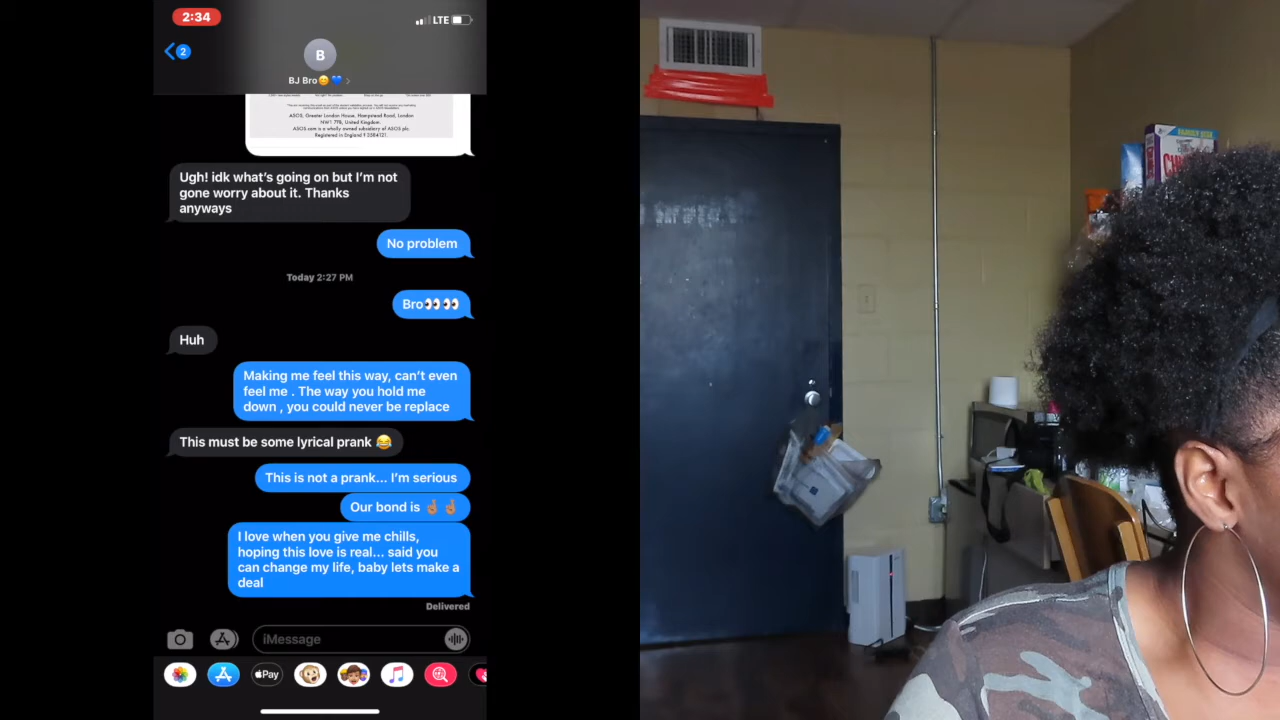 2:34
LTE
2
B
BJ Bro😊💙 >
ASOS, Greater London House, Hampstead Road, London
NW1 7FB, United Kingdom.
ASOS.com is a wholly owned subsidiary of ASOS plc.
Registered in England # 3584121.
Ugh! idk what's going on but I'm not
gone worry about it. Thanks
anyways
No problem
Today 2:27 PM
Bro👀👀
Huh
Making me feel this way, can't even
feel me . The way you hold me
down , you could never be replace
This must be some lyrical prank 😂
This is not a prank... I'm serious
Our bond is 🤞🏽🤞🏽
I love when you give me chills,
hoping this love is real... said you
can change my life, baby lets make a
deal
Delivered
iMessage
Pay